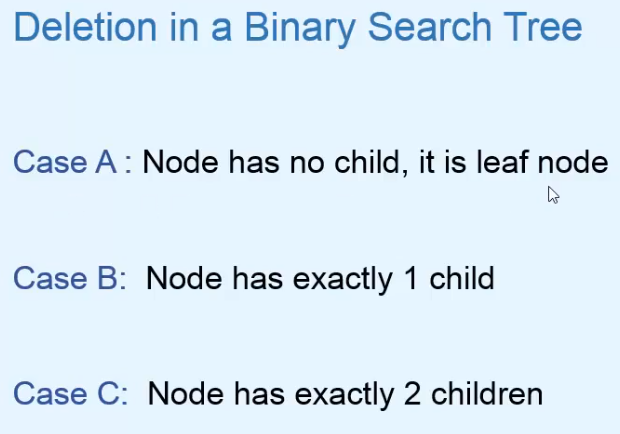 Deletion in a Binary Search Tree
Case A : Node has no child, it is leaf node
Case B: Node has exactly 1 child
Case C: Node has exactly 2 children